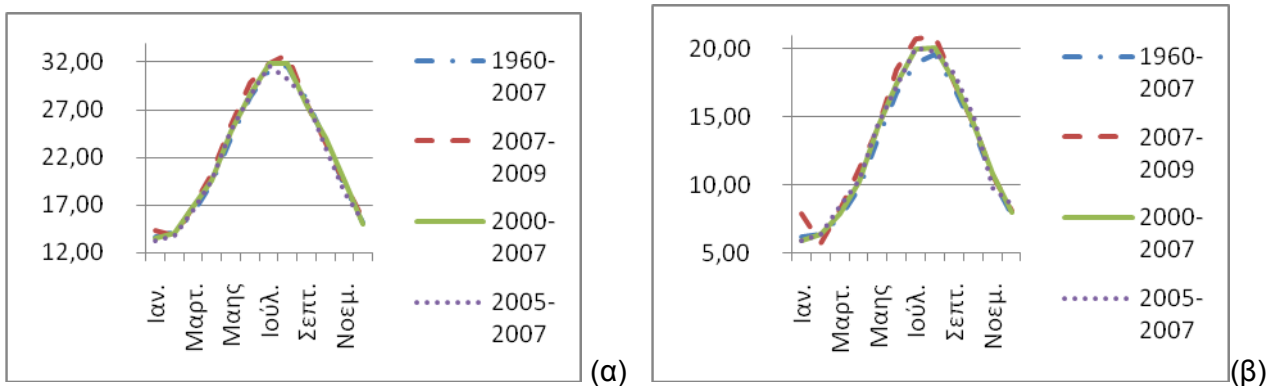 32,00
27,00
22,00
17,00
12,00
Ιαν.
Μαρτ.
Μαης
Ιούλ.
Σεπτ.
Νοεμ.
1960-
2007
2007-
2009
2000-
2007
2005-
2007
(α)
20,00
15,00
10,00
5,00
Ιαν.
Μαρτ.
Μαης
Ιούλ.
Σεπτ.
Νοεμ.
1960-
2007
2007-
2009
2000-
2007
2005-
2007
(β)